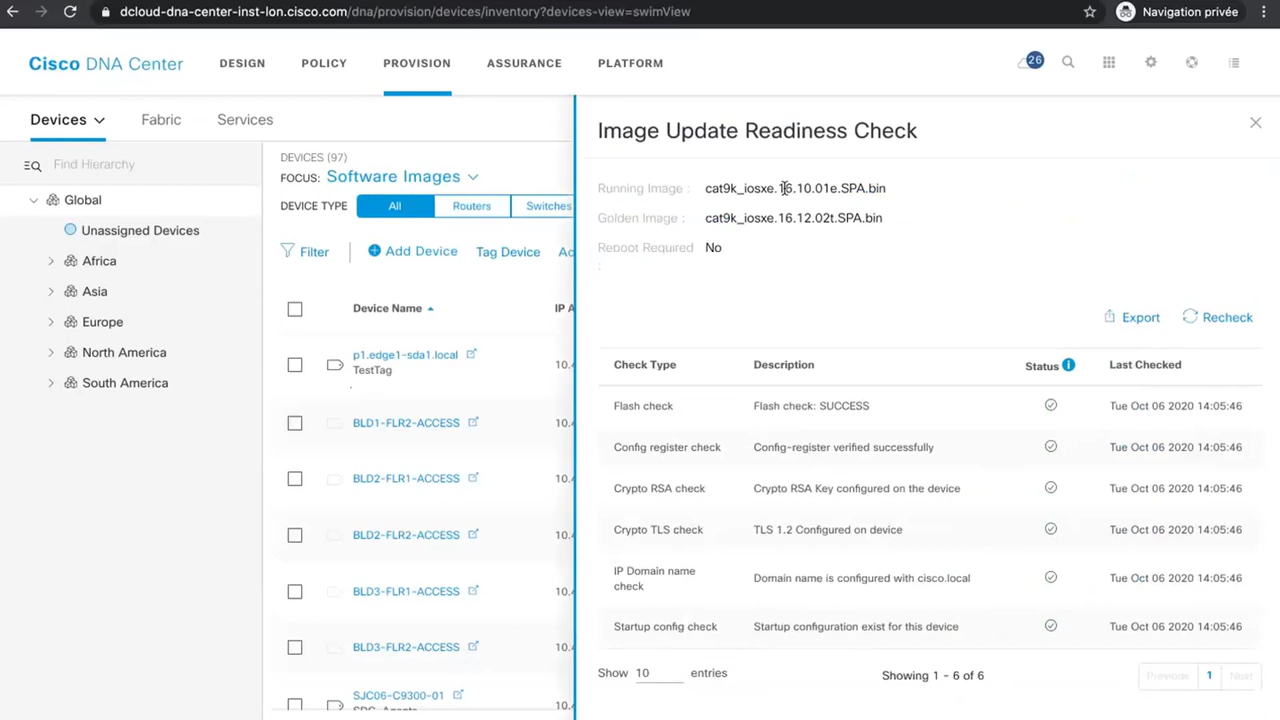 dcloud-dna-center-inst-lon.cisco.com/dna/provision/devices/inventory?devices-view=swimView
Navigation privée
Cisco DNA Center
DESIGN
POLICY
PROVISION
ASSURANCE
PLATFORM
26
Devices
Fabric
Services
Find Hierarchy
Global
Unassigned Devices
Africa
Asia
Europe
North America
South America
DEVICES (97)
FOCUS: Software Images
DEVICE TYPE
All
Routers
Switches
Filter
Add Device
Tag Device
Device Name
IP A
p1.edge1-sda1.local
10.
TestTag
BLD1-FLR2-ACCESS
10.
BLD2-FLR1-ACCESS
10.
BLD2-FLR2-ACCESS
10.
BLD3-FLR1-ACCESS
10.
BLD3-FLR2-ACCESS
10.
SJC06-C9300-01
10.
Image Update Readiness Check
Running Image : cat9k_iosxe.16.10.01e.SPA.bin
Golden Image : cat9k_iosxe.16.12.02t.SPA.bin
Reboot Required No
:
Export
Recheck
Check Type Description Status Last Checked
Flash check Flash check: SUCCESS Tue Oct 06 2020 14:05:46
Config register check Config-register verified successfully Tue Oct 06 2020 14:05:46
Crypto RSA check Crypto RSA Key configured on the device Tue Oct 06 2020 14:05:46
Crypto TLS check TLS 1.2 Configured on device Tue Oct 06 2020 14:05:46
IP Domain name
check Domain name is configured with cisco.local Tue Oct 06 2020 14:05:46
Startup config check Startup configuration exist for this device Tue Oct 06 2020 14:05:46
Show 10 entries
Showing 1 - 6 of 6
Previous 1 Next